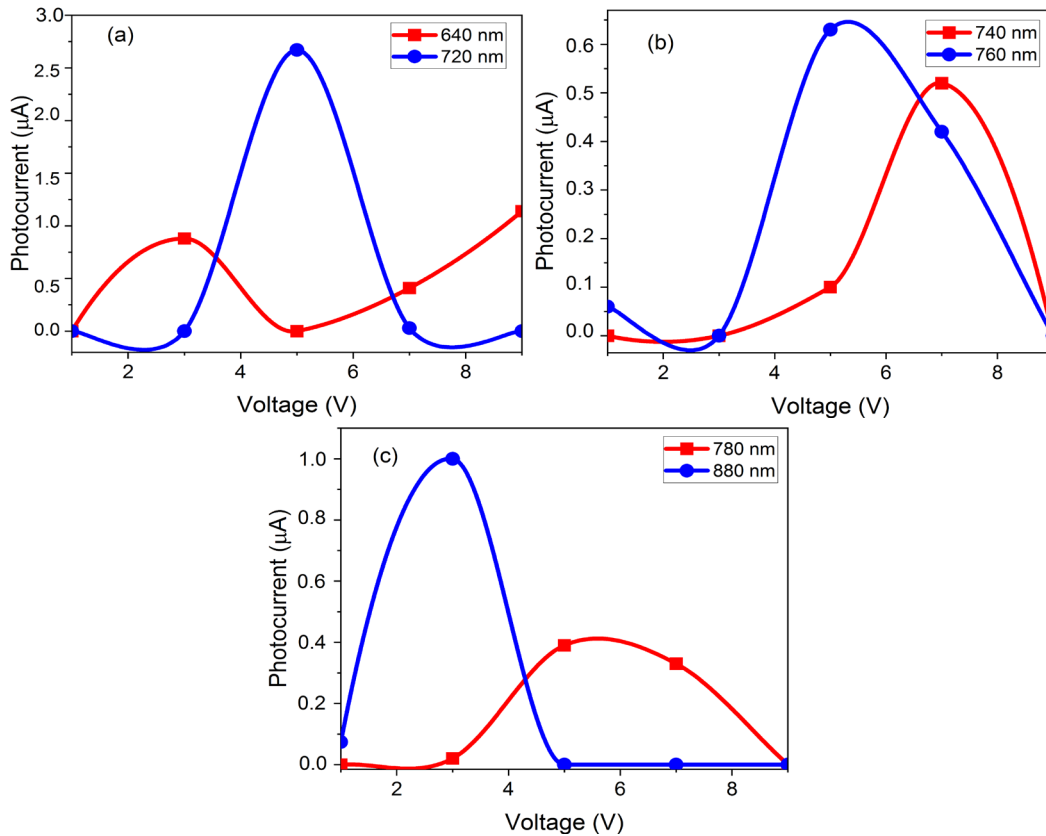 (a)
640 nm
720 nm
Photocurrent (μA)
3.0
2.5
2.0
1.5
1.0
0.5
0.0
2 4 6 8
Voltage (V)
(b)
740 nm
760 nm
Photocurrent (μA)
0.6
0.5
0.4
0.3
0.2
0.1
0.0
2 4 6 8
Voltage (V)
(c)
780 nm
880 nm
Photocurrent (μA)
1.0
0.8
0.6
0.4
0.2
0.0
2 4 6 8
Voltage (V)